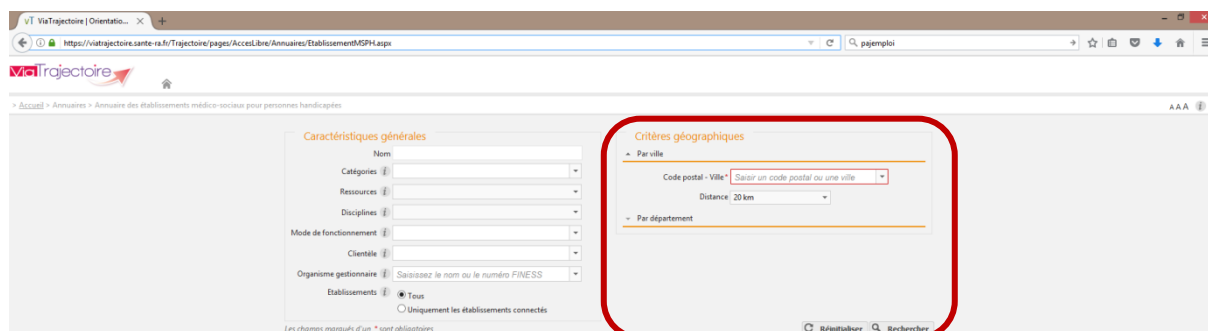 ViaTrajectoire | Orientatio...
https://viatrajectoire.sante-ra.fr/Trajectoire/pages/AccesLibre/Annuaires/EtablissementMSPH.aspx
pajemploi
ViaTrajectoire
> Accueil > Annuaires > Annuaire des établissements médico-sociaux pour personnes handicapées
AAA
Caractéristiques générales
Nom
Catégories
Ressources
Disciplines
Mode de fonctionnement
Clientèle
Organisme gestionnaire Saisissez le nom ou le numéro FINESS
Etablissements Tous
Uniquement les établissements connectés
Les champs marqués d'un * sont obligatoires
Critères géographiques
Par ville
Code postal - Ville* Saisir un code postal ou une ville
Distance 20 km
Par département
Réinitialiser Rechercher